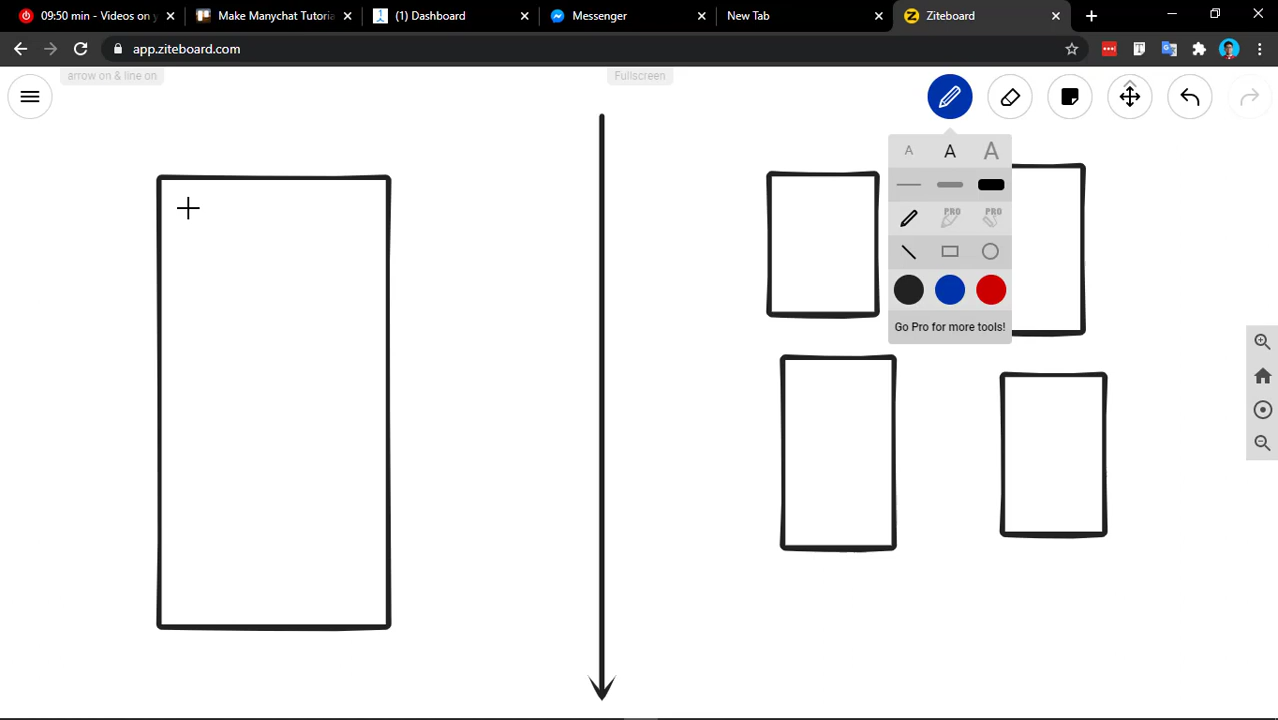 09:50 min - Videos on y
Make Manychat Tutoria
(1) Dashboard
Messenger
New Tab
Ziteboard
app.ziteboard.com
arrow on & line on
Fullscreen
A A A
PRO PRO
Go Pro for more tools!